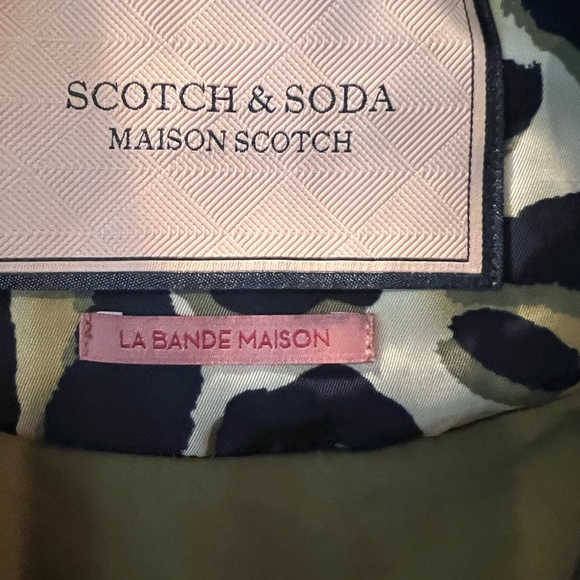 SCOTCH & SODA
MAISON SCOTCH
LA BANDE MAISON